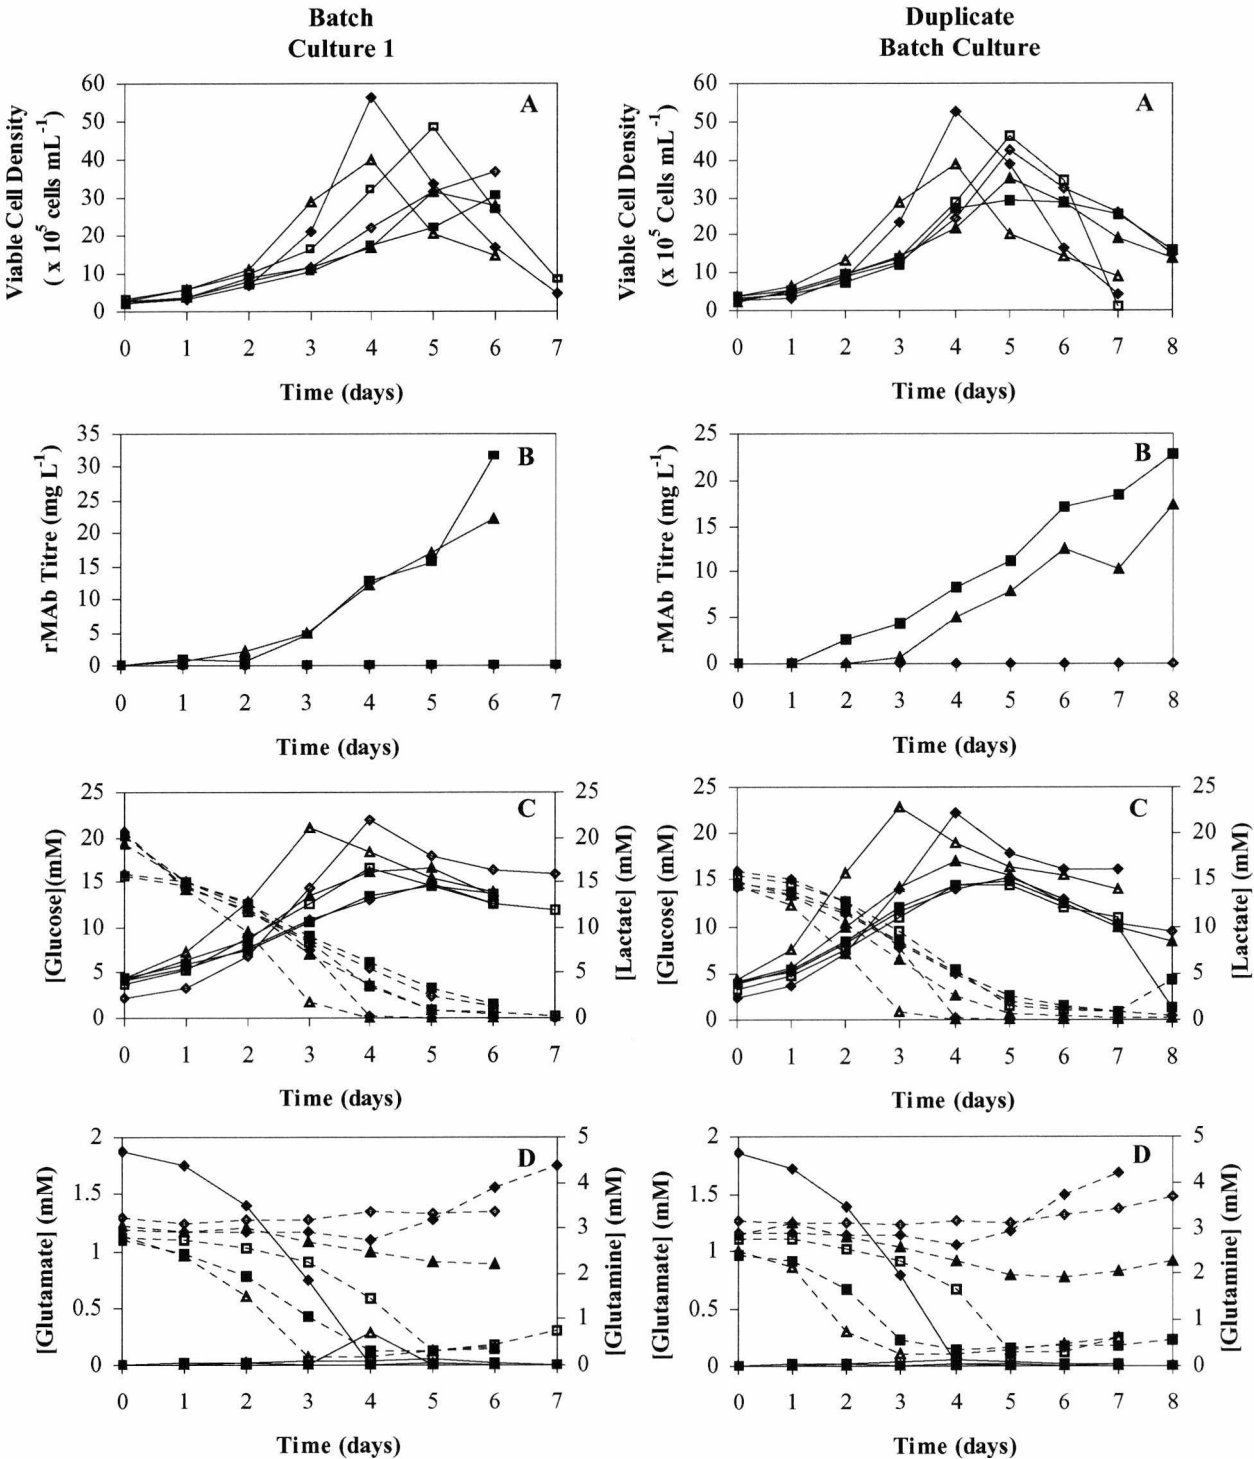 Batch
Culture 1
Duplicate
Batch Culture
Viable Cell Density
( x 10⁵ cells mL⁻¹)
60
50
40
30
20
10
0
A
0 1 2 3 4 5 6 7
Time (days)
Viable Cell Density
(x 10⁵ Cells mL⁻¹)
60
50
40
30
20
10
0
A
0 1 2 3 4 5 6 7 8
Time (days)
rMAb Titre (mg L⁻¹)
35
30
25
20
15
10
5
0
B
0 1 2 3 4 5 6 7
Time (days)
rMAb Titre (mg L⁻¹)
25
20
15
10
5
0
B
0 1 2 3 4 5 6 7 8
Time (days)
[Glucose](mM)
25
20
15
10
5
0
C
25
20
15
10
5
0
[Lactate] (mM)
0 1 2 3 4 5 6 7
Time (days)
[Glucose] (mM)
25
20
15
10
5
0
C
25
20
15
10
5
0
[Lactate] (mM)
0 1 2 3 4 5 6 7 8
Time (days)
[Glutamate] (mM)
2
1.5
1
0.5
0
D
5
4
3
2
1
0
[Glutamine] (mM)
0 1 2 3 4 5 6 7
Time (days)
[Glutamate] (mM)
2
1.5
1
0.5
0
D
5
4
3
2
1
0
[Glutamine] (mM)
0 1 2 3 4 5 6 7 8
Time (days)